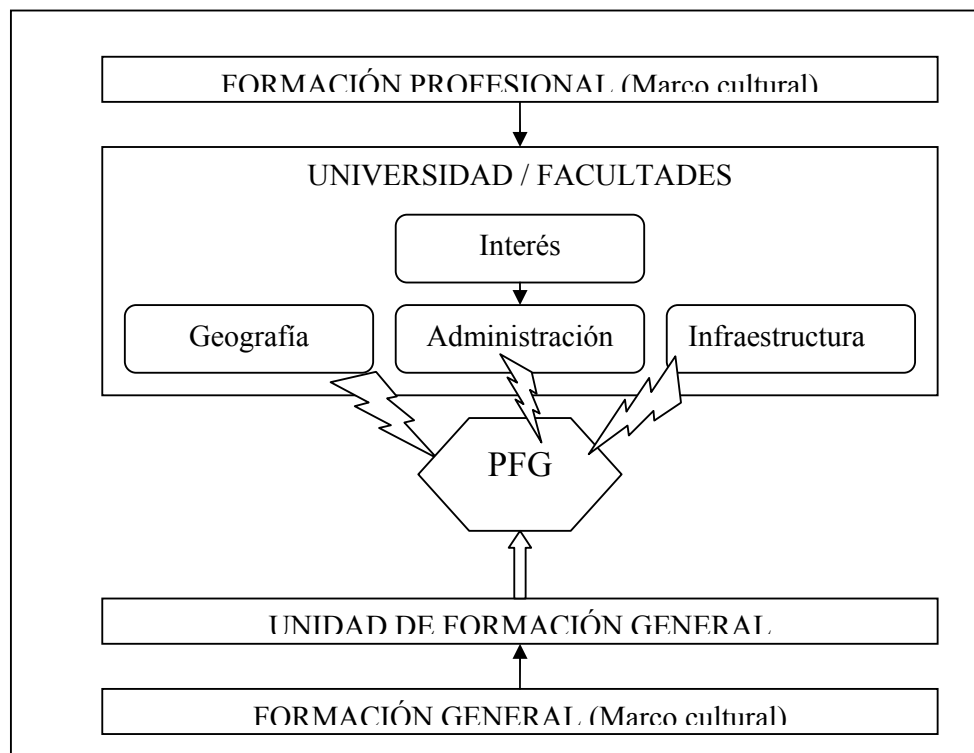 FORMACIÓN PROFESIONAL (Marco cultural)
UNIVERSIDAD / FACULTADES
Interés
Geografía
Administración
Infraestructura
PFG
UNIDAD DE FORMACIÓN GENERAL
FORMACIÓN GENERAL (Marco cultural)